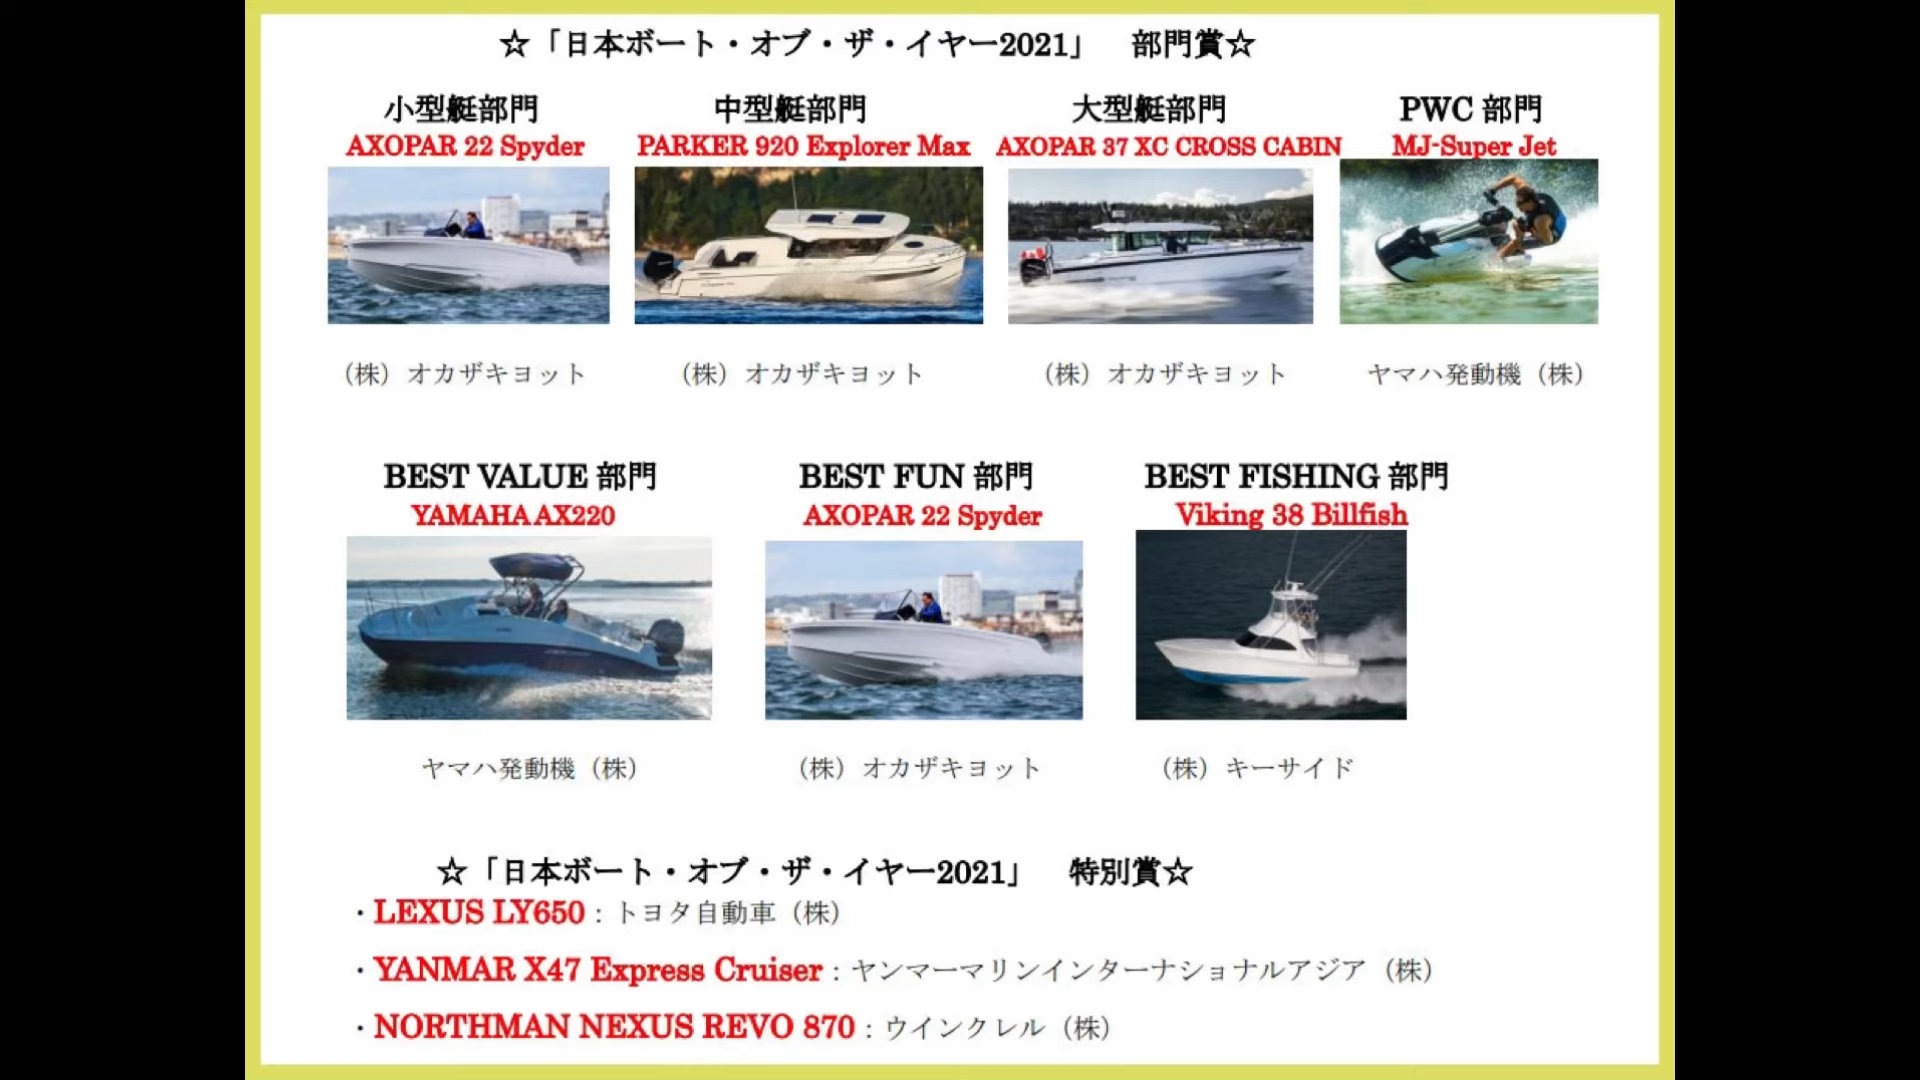 ☆「日本ボート・オブ・ザ・イヤー2021」 部門賞☆
小型艇部門 中型艇部門 大型艇部門 PWC 部門
AXOPAR 22 Spyder PARKER 920 Explorer Max AXOPAR 37 XC CROSS CABIN MJ-Super Jet
（株）オカザキヨット （株）オカザキヨット （株）オカザキヨット ヤマハ発動機（株）
BEST VALUE 部門 BEST FUN 部門 BEST FISHING 部門
YAMAHA AX220 AXOPAR 22 Spyder Viking 38 Billfish
ヤマハ発動機（株） （株）オカザキヨット （株）キーサイド
☆「日本ボート・オブ・ザ・イヤー2021」 特別賞☆
・LEXUS LY650：トヨタ自動車（株）
・YANMAR X47 Express Cruiser：ヤンマーマリンインターナショナルアジア（株）
・NORTHMAN NEXUS REVO 870：ウインクレル（株）